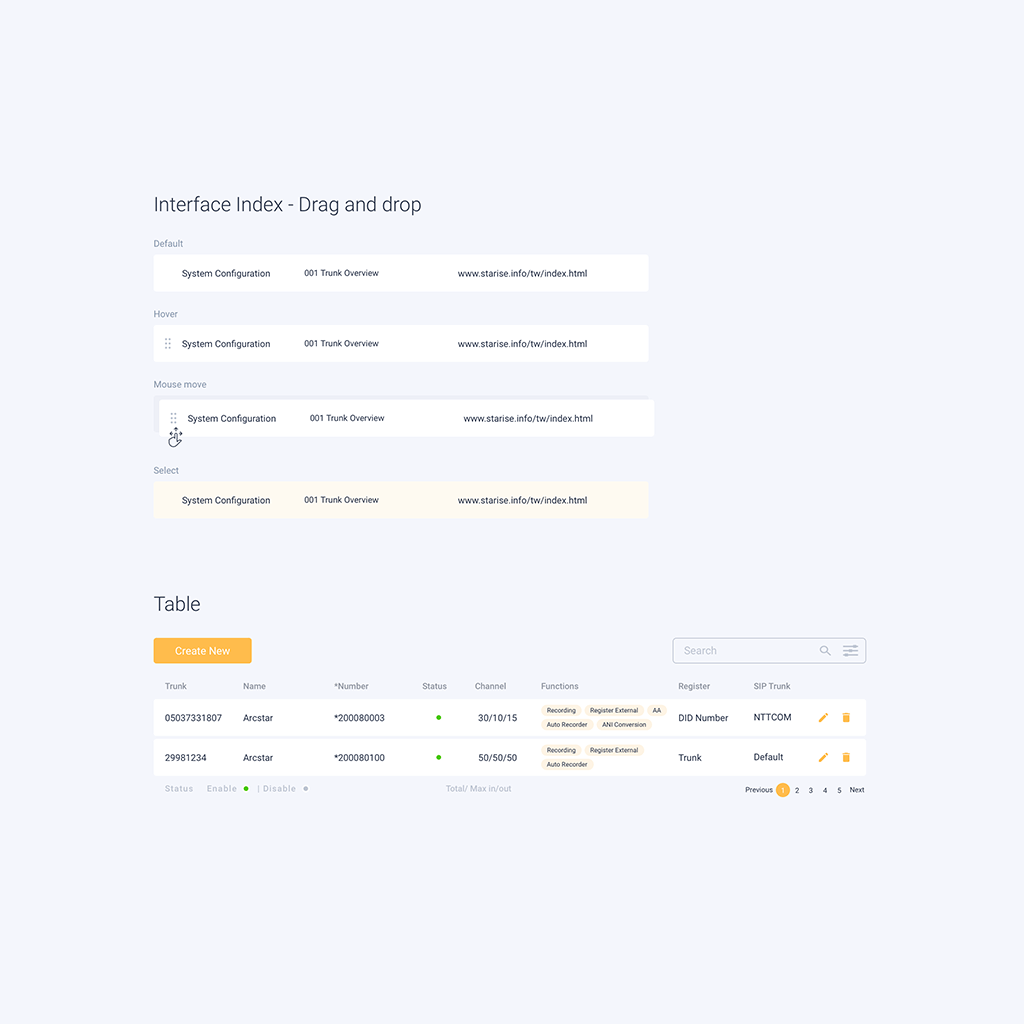 Interface Index - Drag and drop
Default
System Configuration 001 Trunk Overview www.starise.info/tw/index.html
Hover
System Configuration 001 Trunk Overview www.starise.info/tw/index.html
Mouse move
System Configuration 001 Trunk Overview www.starise.info/tw/index.html
Select
System Configuration 001 Trunk Overview www.starise.info/tw/index.html
Table
Create New Search
Trunk Name *Number Status Channel Functions Register SIP Trunk
Recording Register External AA
05037331807 Arcstar *200080003 30/10/15 DID Number NTTCOM
Auto Recorder ANI Conversion
Recording Register External
29981234 Arcstar *200080100 50/50/50 Trunk Default
Auto Recorder
Status Enable | Disable Total/ Max in/out Previous 1 2 3 4 5 Next